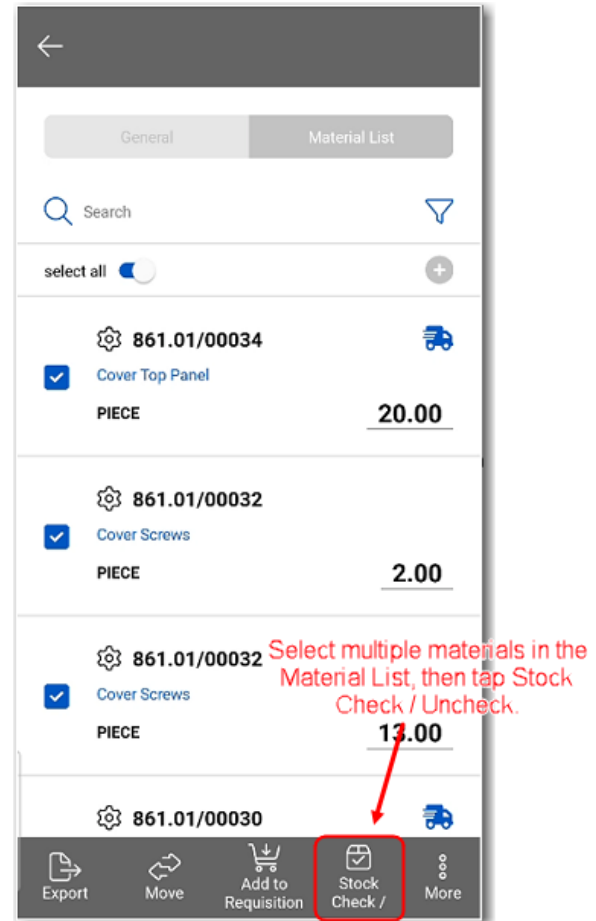 General
Material List
Search
select all
861.01/00034
Cover Top Panel
PIECE
20.00
861.01/00032
Cover Screws
PIECE
2.00
861.01/00032
Cover Screws
PIECE
13.00
Select multiple materials in the
Material List, then tap Stock
Check / Uncheck.
861.01/00030
Export
Move
Add to
Requisition
Stock
Check /
More